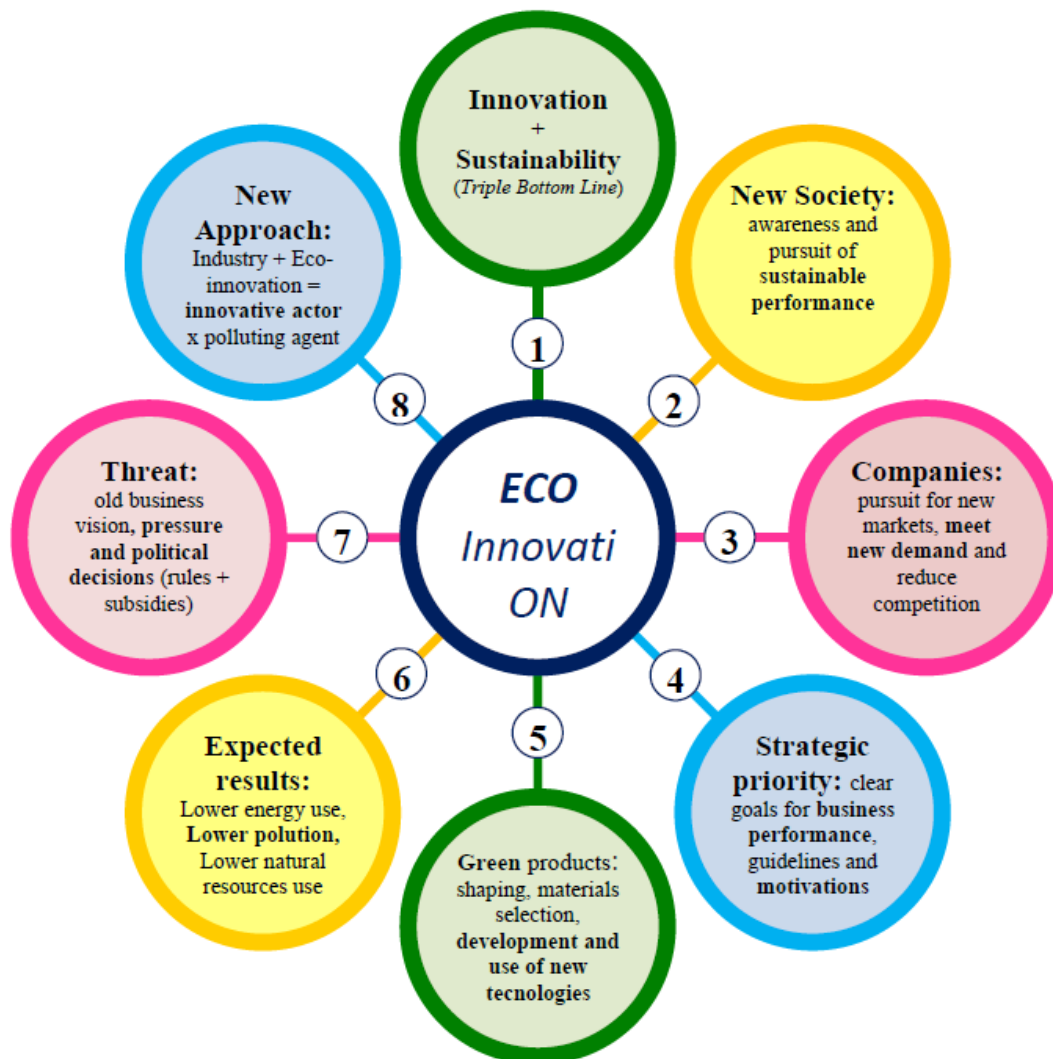 ECO
Innovati
ON
1
Innovation
+
Sustainability
(Triple Bottom Line)
2
New Society:
awareness and
pursuit of
sustainable
performance
3
Companies:
pursuit for new
markets, meet
new demand and
reduce
competition
4
Strategic
priority: clear
goals for business
performance,
guidelines and
motivations
5
Green products:
shaping, materials
selection,
development and
use of new
tecnologies
6
Expected
results:
Lower energy use,
Lower polution,
Lower natural
resources use
7
Threat:
old business
vision, pressure
and political
decisions (rules +
subsidies)
8
New
Approach:
Industry + Eco-
innovation =
innovative actor
x polluting agent